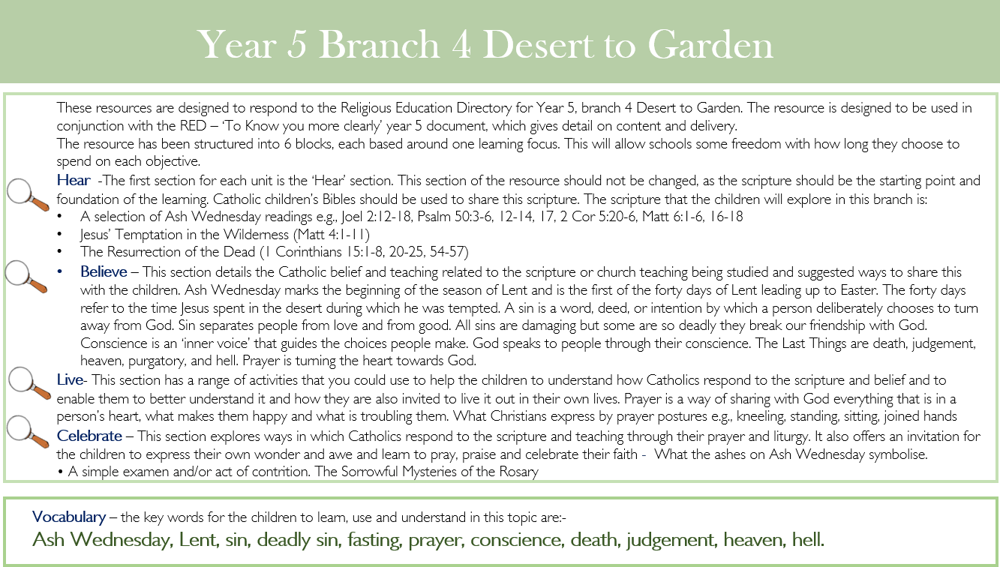 Year 5 Branch 4 Desert to Garden
These resources are designed to respond to the Religious Education Directory for Year 5, branch 4 Desert to Garden. The resource is designed to be used in
conjunction with the RED – ‘To Know you more clearly’ year 5 document, which gives detail on content and delivery.
The resource has been structured into 6 blocks, each based around one learning focus. This will allow schools some freedom with how long they choose to
spend on each objective.
Hear -The first section for each unit is the ‘Hear’ section. This section of the resource should not be changed, as the scripture should be the starting point and
foundation of the learning. Catholic children’s Bibles should be used to share this scripture. The scripture that the children will explore in this branch is:
• A selection of Ash Wednesday readings e.g., Joel 2:12-18, Psalm 50:3-6, 12-14, 17, 2 Cor 5:20-6, Matt 6:1-6, 16-18
• Jesus’ Temptation in the Wilderness (Matt 4:1-11)
• The Resurrection of the Dead (1 Corinthians 15:1-8, 20-25, 54-57)
• Believe – This section details the Catholic belief and teaching related to the scripture or church teaching being studied and suggested ways to share this
with the children. Ash Wednesday marks the beginning of the season of Lent and is the first of the forty days of Lent leading up to Easter. The forty days
refer to the time Jesus spent in the desert during which he was tempted. A sin is a word, deed, or intention by which a person deliberately chooses to turn
away from God. Sin separates people from love and from good. All sins are damaging but some are so deadly they break our friendship with God.
Conscience is an ‘inner voice’ that guides the choices people make. God speaks to people through their conscience. The Last Things are death, judgement,
heaven, purgatory, and hell. Prayer is turning the heart towards God.
Live- This section has a range of activities that you could use to help the children to understand how Catholics respond to the scripture and belief and to
enable them to better understand it and how they are also invited to live it out in their own lives. Prayer is a way of sharing with God everything that is in a
person’s heart, what makes them happy and what is troubling them. What Christians express by prayer postures e.g., kneeling, standing, sitting, joined hands
Celebrate – This section explores ways in which Catholics respond to the scripture and teaching through their prayer and liturgy. It also offers an invitation for
the children to express their own wonder and awe and learn to pray, praise and celebrate their faith - What the ashes on Ash Wednesday symbolise.
• A simple examen and/or act of contrition. The Sorrowful Mysteries of the Rosary
Vocabulary – the key words for the children to learn, use and understand in this topic are:-
Ash Wednesday, Lent, sin, deadly sin, fasting, prayer, conscience, death, judgement, heaven, hell.